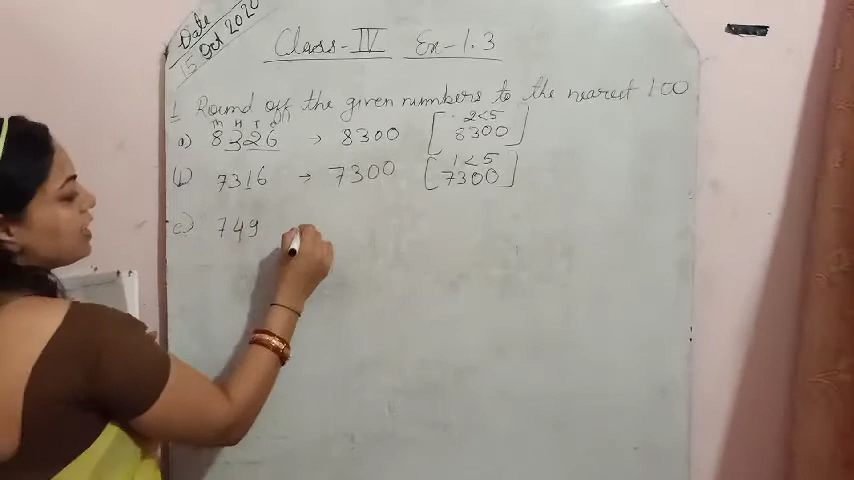 Date
15 Oct 2020
Class-IV Ex-1.3
1 Round off the given numbers to the nearest 100
Th H T O
a) 8326 → 8300 [2<5 8300]
b) 7316 → 7300 [1<5 7300]
c) 749